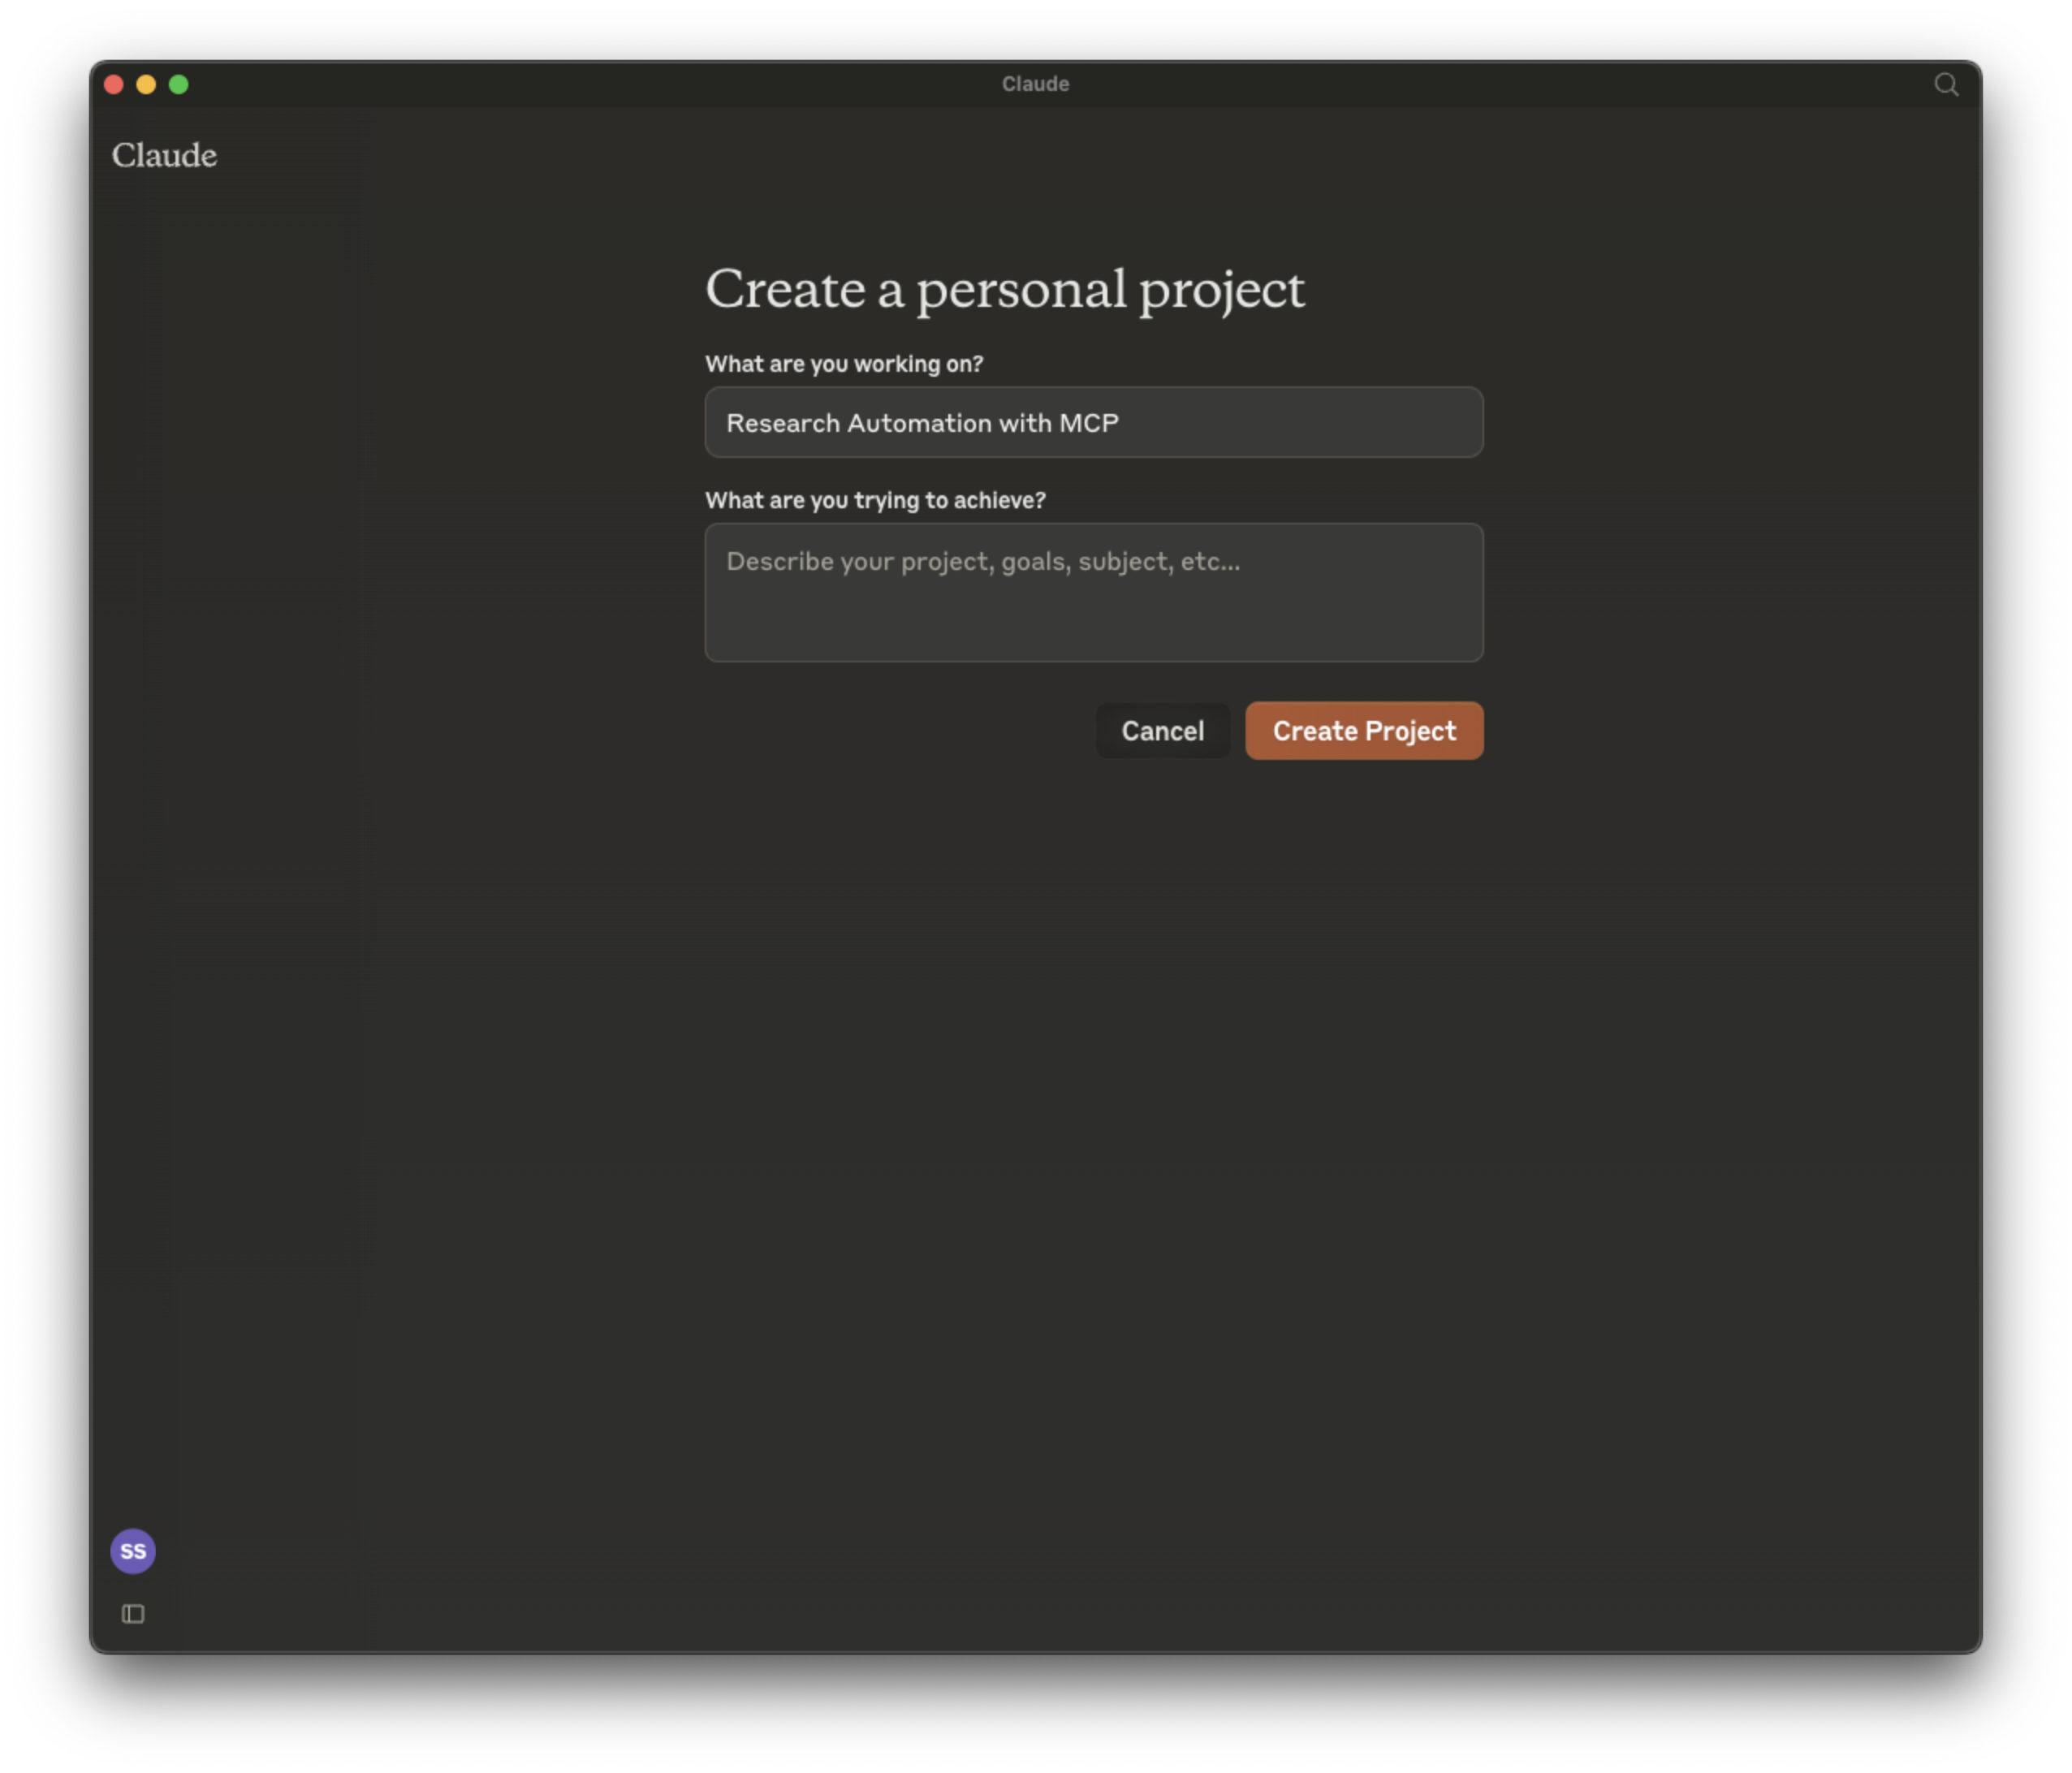 Claude
Claude
Create a personal project
What are you working on?
Research Automation with MCP
What are you trying to achieve?
Describe your project, goals, subject, etc...
Cancel
Create Project
SS